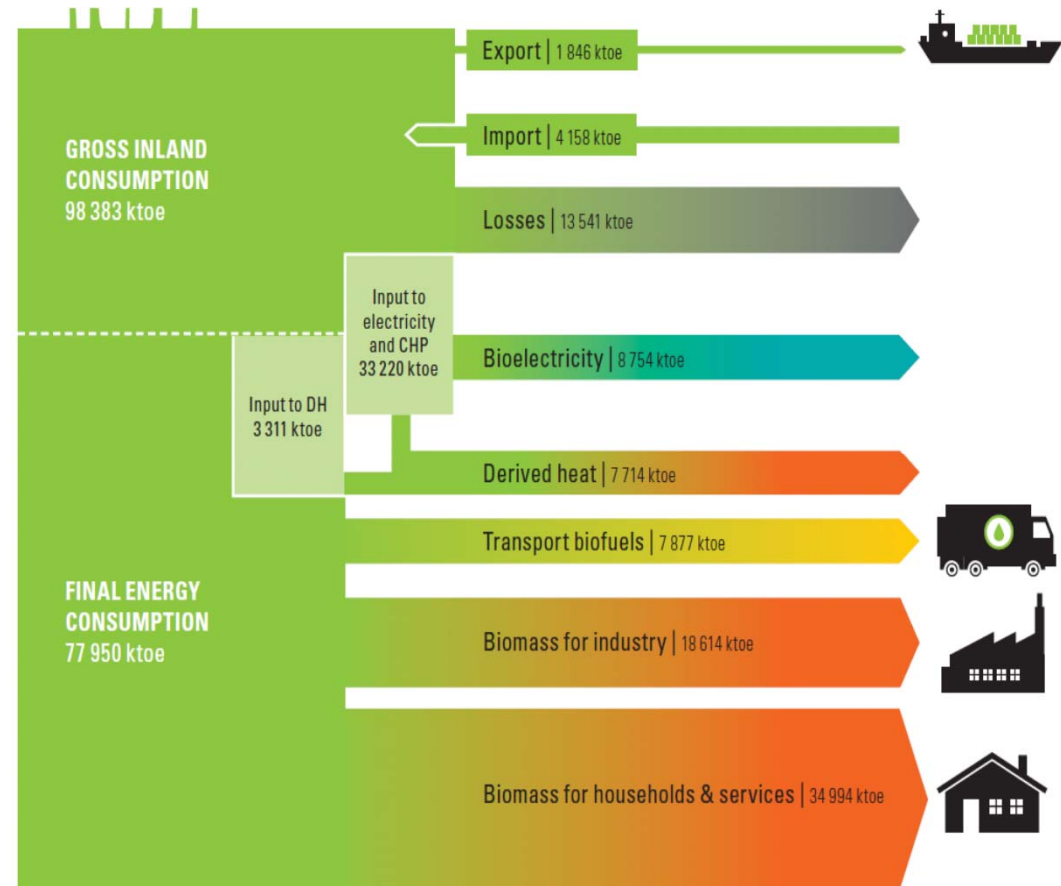 Export | 1 846 ktoe
Import | 4 158 ktoe
GROSS INLAND
CONSUMPTION
98 383 ktoe
Losses | 13 541 ktoe
Input to
electricity
and CHP
33 220 ktoe
Bioelectricity | 8 754 ktoe
Input to DH
3 311 ktoe
Derived heat | 7 714 ktoe
Transport biofuels | 7 877 ktoe
FINAL ENERGY
CONSUMPTION
77 950 ktoe
Biomass for industry | 18 614 ktoe
Biomass for households & services | 34 994 ktoe